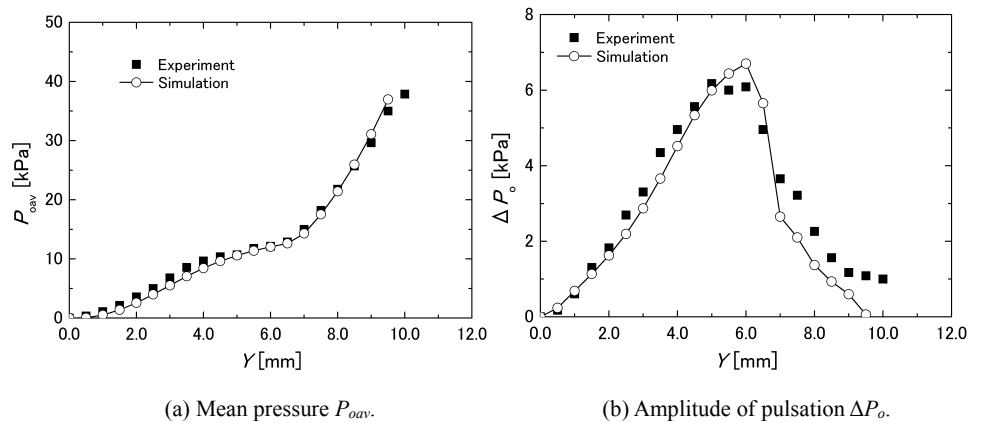 50
40
30
20
10
0
P_oav [kPa]
Experiment
Simulation
0.0 2.0 4.0 6.0 8.0 10.0 12.0
Y [mm]
(a) Mean pressure P_oav.
8
6
4
2
0
Δ P_o [kPa]
Experiment
Simulation
0.0 2.0 4.0 6.0 8.0 10.0 12.0
Y [mm]
(b) Amplitude of pulsation ΔP_o.